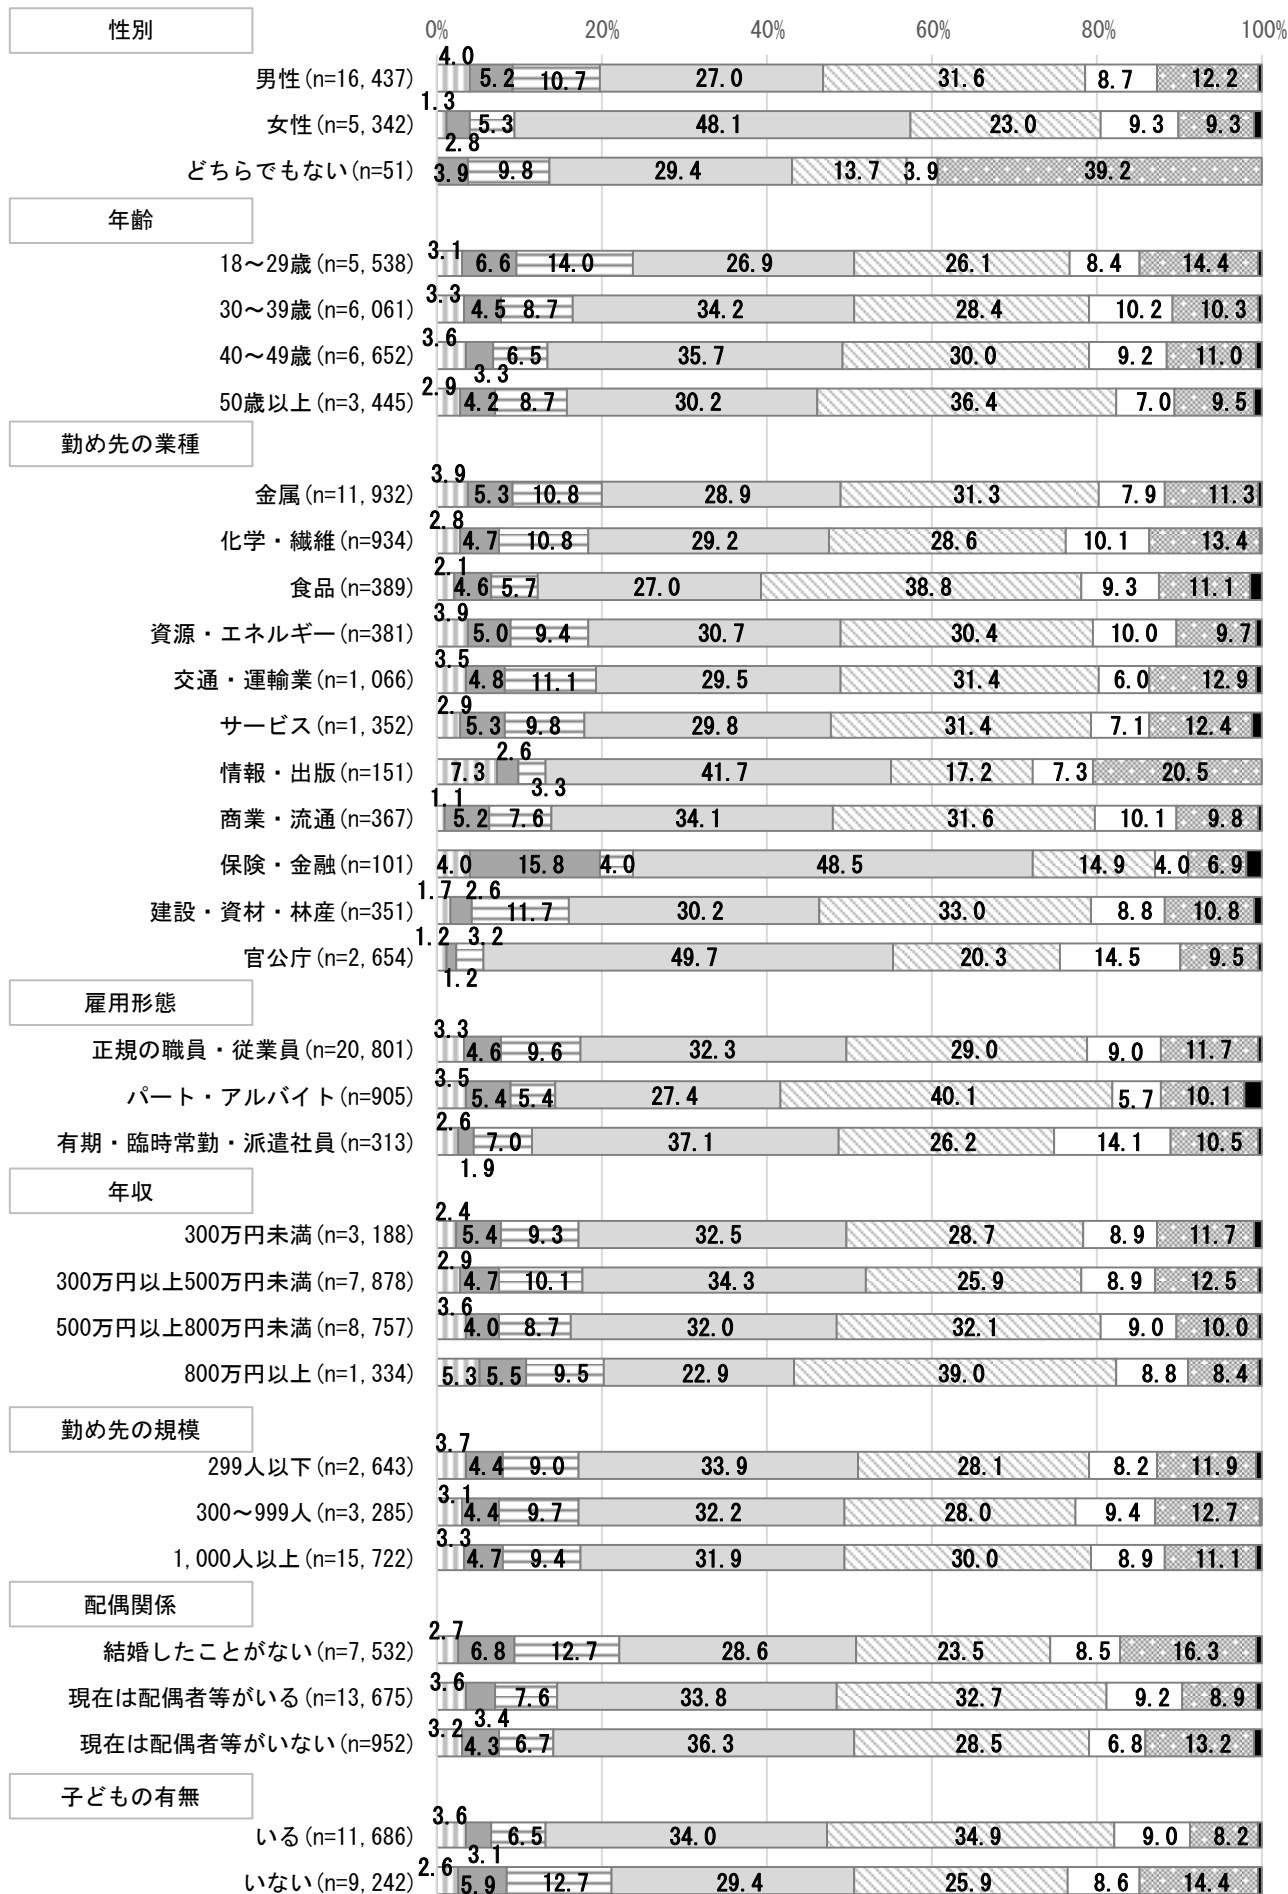 性別
0% 20% 40% 60% 80% 100%
男性(n=16,437) 4.0 5.2 10.7 27.0 31.6 8.7 12.2
女性(n=5,342) 1.3 2.8 5.3 48.1 23.0 9.3 9.3
どちらでもない(n=51) 3.9 9.8 29.4 13.7 3.9 39.2
年齢
18～29歳(n=5,538) 3.1 6.6 14.0 26.9 26.1 8.4 14.4
30～39歳(n=6,061) 3.3 4.5 8.7 34.2 28.4 10.2 10.3
40～49歳(n=6,652) 3.6 3.3 6.5 35.7 30.0 9.2 11.0
50歳以上(n=3,445) 2.9 4.2 8.7 30.2 36.4 7.0 9.5
勤め先の業種
金属(n=11,932) 3.9 5.3 10.8 28.9 31.3 7.9 11.3
化学・繊維(n=934) 2.8 4.7 10.8 29.2 28.6 10.1 13.4
食品(n=389) 2.1 4.6 5.7 27.0 38.8 9.3 11.1
資源・エネルギー(n=381) 3.9 5.0 9.4 30.7 30.4 10.0 9.7
交通・運輸業(n=1,066) 3.5 4.8 11.1 29.5 31.4 6.0 12.9
サービス(n=1,352) 2.9 5.3 9.8 29.8 31.4 7.1 12.4
情報・出版(n=151) 7.3 2.6 3.3 41.7 17.2 7.3 20.5
商業・流通(n=367) 1.1 5.2 7.6 34.1 31.6 10.1 9.8
保険・金融(n=101) 4.0 15.8 4.0 48.5 14.9 4.0 6.9
建設・資材・林産(n=351) 1.7 2.6 11.7 30.2 33.0 8.8 10.8
官公庁(n=2,654) 1.2 1.2 3.2 49.7 20.3 14.5 9.5
雇用形態
正規の職員・従業員(n=20,801) 3.3 4.6 9.6 32.3 29.0 9.0 11.7
パート・アルバイト(n=905) 3.5 5.4 5.4 27.4 40.1 5.7 10.1
有期・臨時常勤・派遣社員(n=313) 2.6 1.9 7.0 37.1 26.2 14.1 10.5
年収
300万円未満(n=3,188) 2.4 5.4 9.3 32.5 28.7 8.9 11.7
300万円以上500万円未満(n=7,878) 2.9 4.7 10.1 34.3 25.9 8.9 12.5
500万円以上800万円未満(n=8,757) 3.6 4.0 8.7 32.0 32.1 9.0 10.0
800万円以上(n=1,334) 5.3 5.5 9.5 22.9 39.0 8.8 8.4
勤め先の規模
299人以下(n=2,643) 3.7 4.4 9.0 33.9 28.1 8.2 11.9
300～999人(n=3,285) 3.1 4.4 9.7 32.2 28.0 9.4 12.7
1,000人以上(n=15,722) 3.3 4.7 9.4 31.9 30.0 8.9 11.1
配偶関係
結婚したことがない(n=7,532) 2.7 6.8 12.7 28.6 23.5 8.5 16.3
現在は配偶者等がいる(n=13,675) 3.6 3.4 7.6 33.8 32.7 9.2 8.9
現在は配偶者等がいない(n=952) 3.2 4.3 6.7 36.3 28.5 6.8 13.2
子どもの有無
いる(n=11,686) 3.6 3.1 6.5 34.0 34.9 9.0 8.2
いない(n=9,242) 2.6 5.9 12.7 29.4 25.9 8.6 14.4